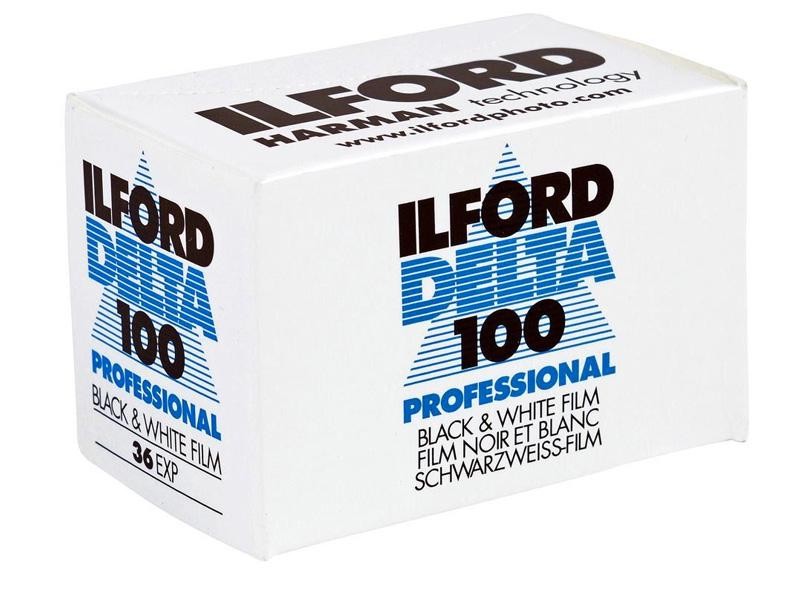 ILFORD
HARMAN technology
www.ilfordphoto.com
ILFORD
DELTA
100
PROFESSIONAL
BLACK & WHITE FILM
36 EXP
ILFORD
DELTA
100
PROFESSIONAL
BLACK & WHITE FILM
FILM NOIR ET BLANC
SCHWARZWEISS-FILM